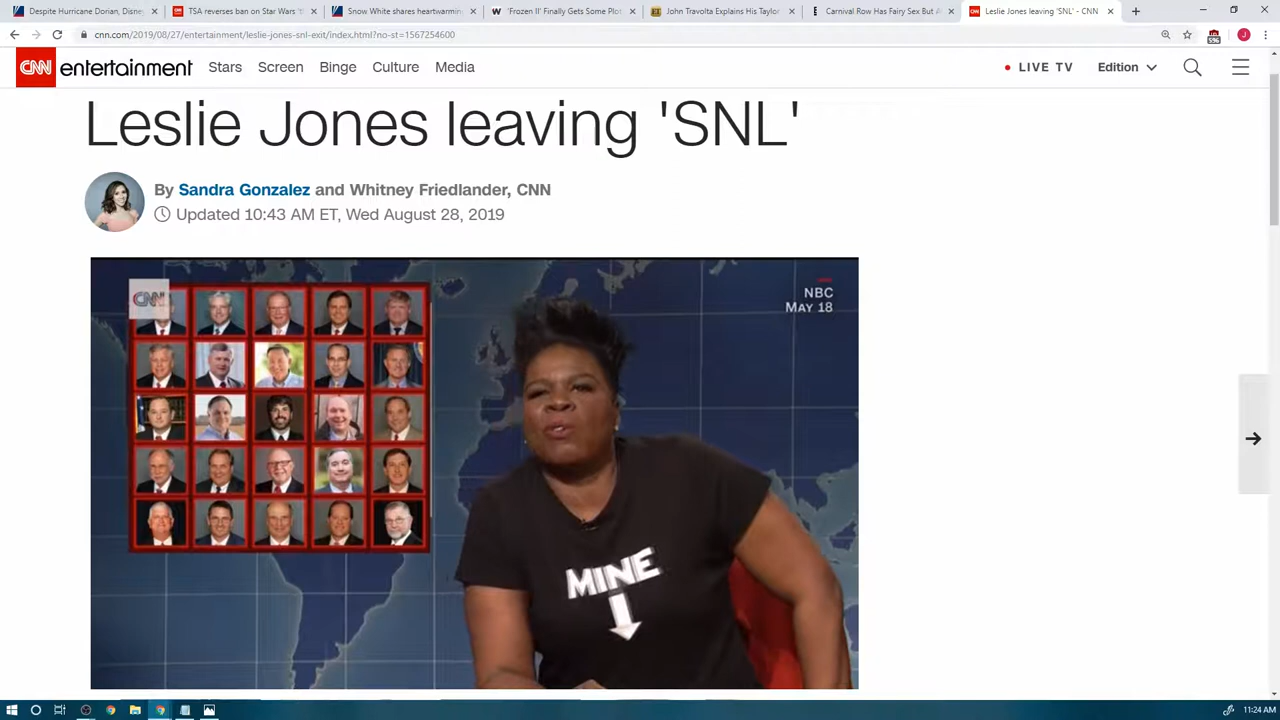 Despite Hurricane Dorian, Disne
TSA reverses ban on Star Wars 't
Snow White shares heartwarming
'Frozen II' Finally Gets Some Plot
John Travolta Explains His Taylor
Carnival Row Has Fairy Sex But A
Leslie Jones leaving 'SNL' - CNN
cnn.com/2019/08/27/entertainment/leslie-jones-snl-exit/index.html?no-st=1567254600
CNN entertainment Stars Screen Binge Culture Media LIVE TV Edition
Leslie Jones leaving 'SNL'
By Sandra Gonzalez and Whitney Friedlander, CNN
Updated 10:43 AM ET, Wed August 28, 2019
CNN
NBC
MAY 18
MINE
11:24 AM